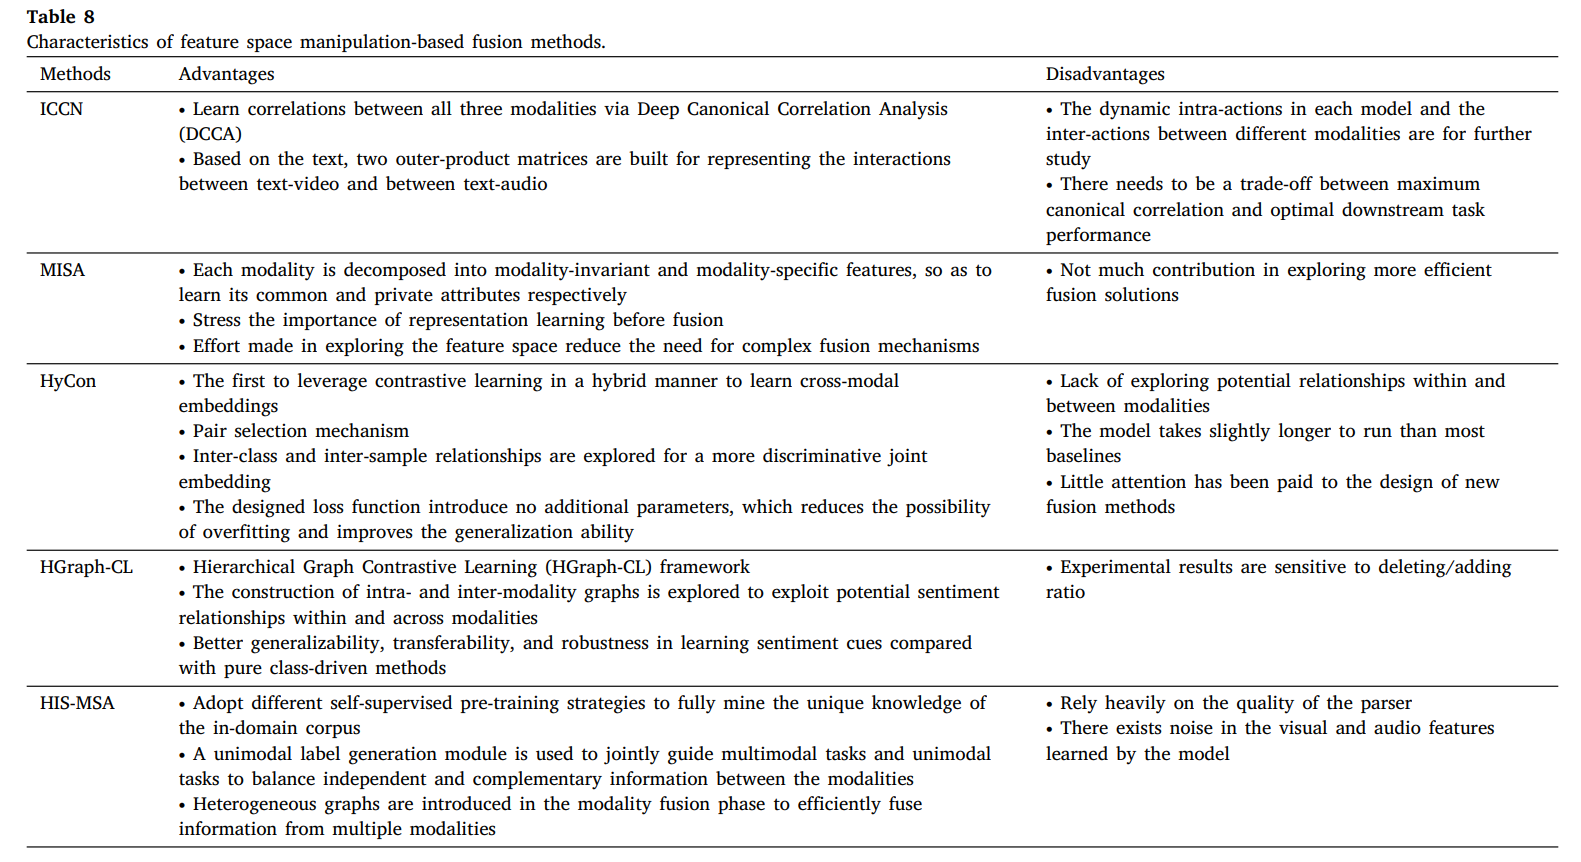 Table 8
Characteristics of feature space manipulation-based fusion methods.
Methods Advantages Disadvantages
ICCN
• Learn correlations between all three modalities via Deep Canonical Correlation Analysis
(DCCA)
• Based on the text, two outer-product matrices are built for representing the interactions
between text-video and between text-audio
• The dynamic intra-actions in each model and the
inter-actions between different modalities are for further
study
• There needs to be a trade-off between maximum
canonical correlation and optimal downstream task
performance
MISA
• Each modality is decomposed into modality-invariant and modality-specific features, so as to
learn its common and private attributes respectively
• Stress the importance of representation learning before fusion
• Effort made in exploring the feature space reduce the need for complex fusion mechanisms
• Not much contribution in exploring more efficient
fusion solutions
HyCon
• The first to leverage contrastive learning in a hybrid manner to learn cross-modal
embeddings
• Pair selection mechanism
• Inter-class and inter-sample relationships are explored for a more discriminative joint
embedding
• The designed loss function introduce no additional parameters, which reduces the possibility
of overfitting and improves the generalization ability
• Lack of exploring potential relationships within and
between modalities
• The model takes slightly longer to run than most
baselines
• Little attention has been paid to the design of new
fusion methods
HGraph-CL
• Hierarchical Graph Contrastive Learning (HGraph-CL) framework
• The construction of intra- and inter-modality graphs is explored to exploit potential sentiment
relationships within and across modalities
• Better generalizability, transferability, and robustness in learning sentiment cues compared
with pure class-driven methods
• Experimental results are sensitive to deleting/adding
ratio
HIS-MSA
• Adopt different self-supervised pre-training strategies to fully mine the unique knowledge of
the in-domain corpus
• A unimodal label generation module is used to jointly guide multimodal tasks and unimodal
tasks to balance independent and complementary information between the modalities
• Heterogeneous graphs are introduced in the modality fusion phase to efficiently fuse
information from multiple modalities
• Rely heavily on the quality of the parser
• There exists noise in the visual and audio features
learned by the model